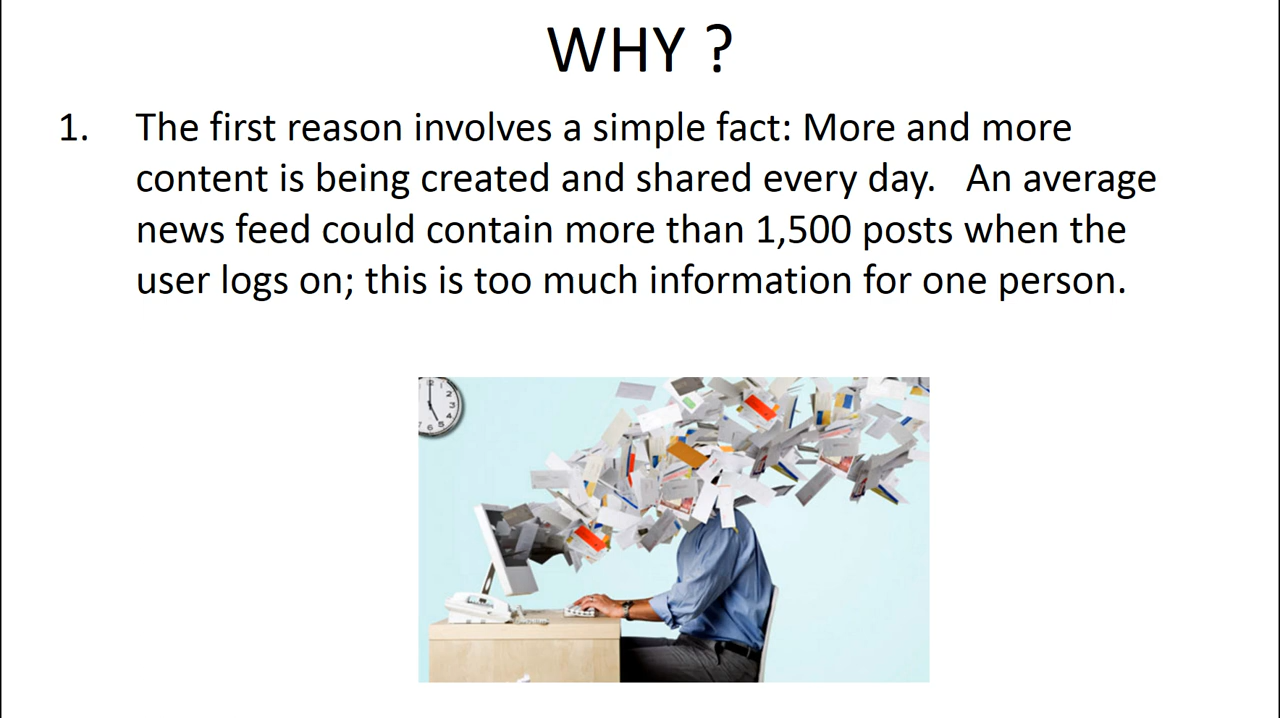 WHY ?
1. The first reason involves a simple fact: More and more
content is being created and shared every day. An average
news feed could contain more than 1,500 posts when the
user logs on; this is too much information for one person.